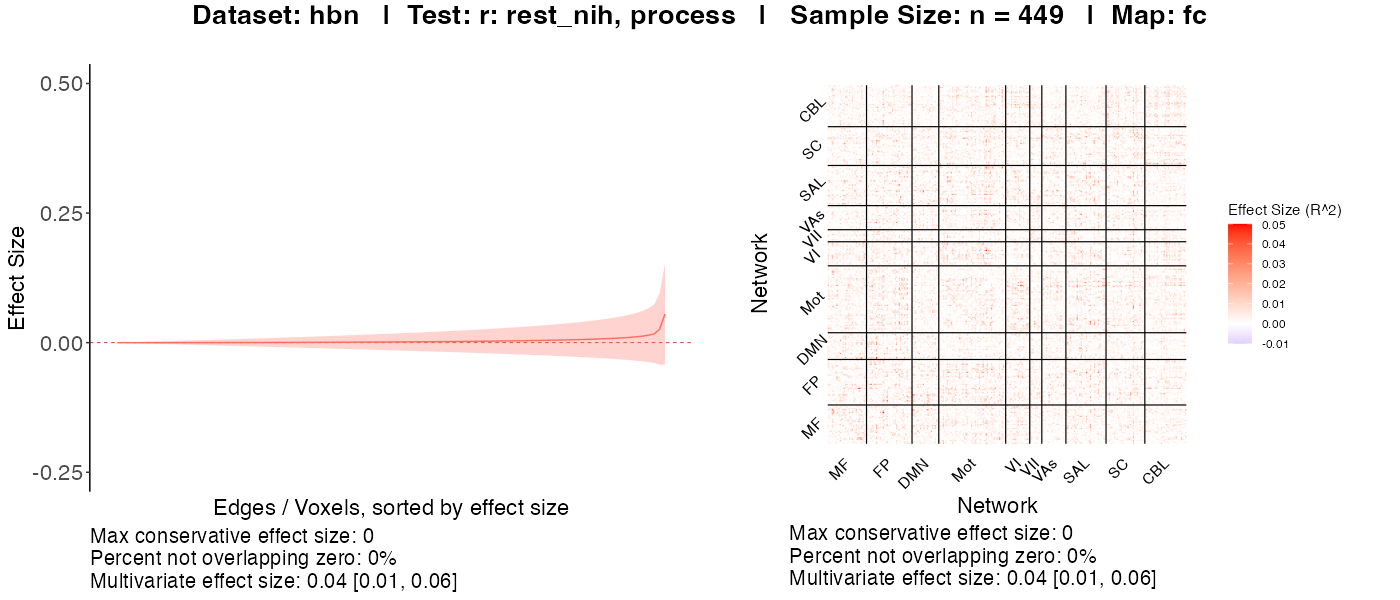 Dataset: hbn | Test: r: rest_nih, process | Sample Size: n = 449 | Map: fc
0.50
0.25
0.00
-0.25
Effect Size
Edges / Voxels, sorted by effect size
Max conservative effect size: 0
Percent not overlapping zero: 0%
Multivariate effect size: 0.04 [0.01, 0.06]
Network
CBL
SC
SAL
VAs
VII
VI
Mot
DMN
FP
MF
MF
FP
DMN
Mot
VI
VII
VAs
SAL
SC
CBL
Network
Max conservative effect size: 0
Percent not overlapping zero: 0%
Multivariate effect size: 0.04 [0.01, 0.06]
Effect Size (R^2)
0.05
0.04
0.03
0.02
0.01
0.00
-0.01